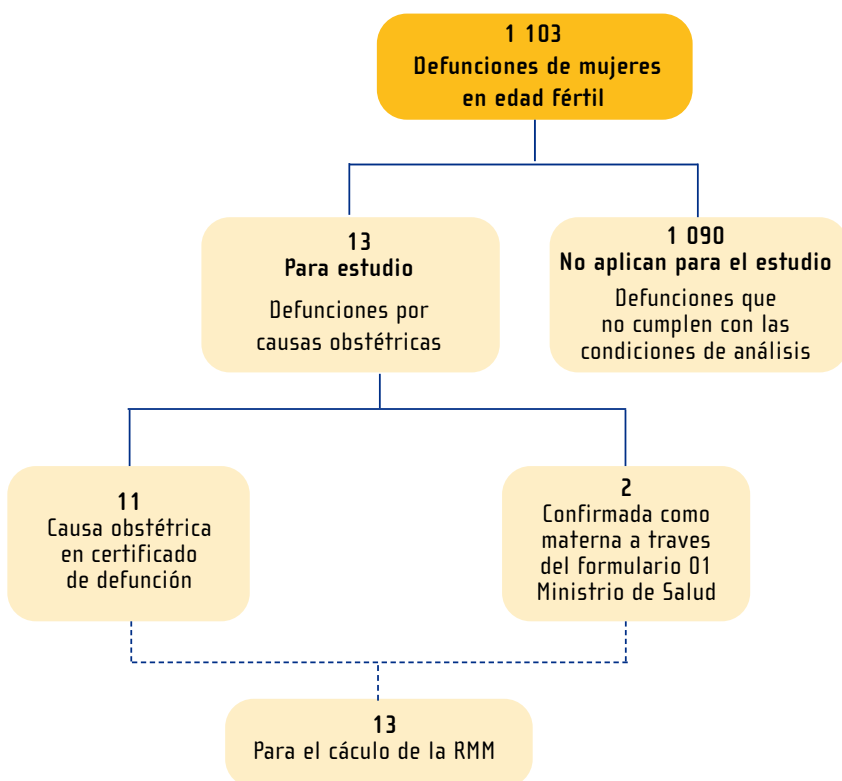 1 103
Defunciones de mujeres
en edad fértil
13
Para estudio
Defunciones por
causas obstétricas
1 090
No aplican para el estudio
Defunciones que
no cumplen con las
condiciones de análisis
11
Causa obstétrica
en certificado
de defunción
2
Confirmada como
materna a traves
del formulario 01
Ministrio de Salud
13
Para el cáculo de la RMM